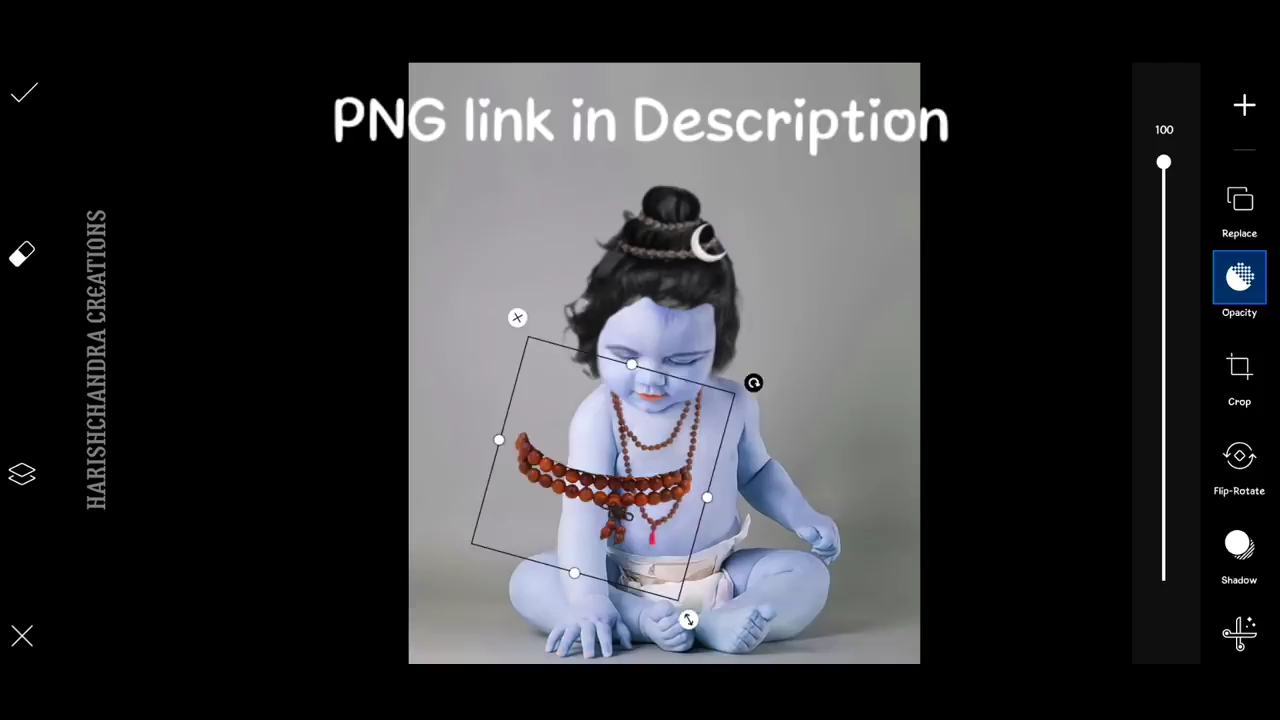 PNG link in Description
HARISHCHANDRA CREATIONS
100
Replace
Opacity
Crop
Flip-Rotate
Shadow